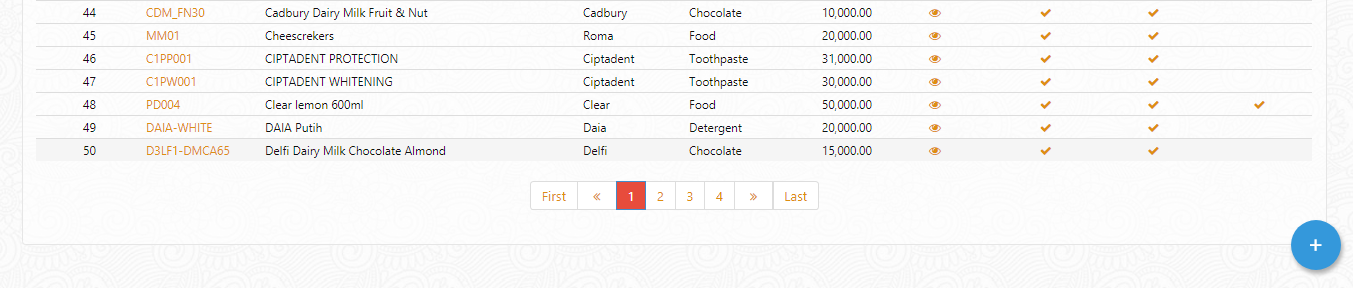 44 CDM_FN30 Cadbury Dairy Milk Fruit & Nut Cadbury Chocolate 10,000.00
45 MM01 Cheescrekers Roma Food 20,000.00
46 C1PP001 CIPTADENT PROTECTION Ciptadent Toothpaste 31,000.00
47 C1PW001 CIPTADENT WHITENING Ciptadent Toothpaste 30,000.00
48 PD004 Clear lemon 600ml Clear Food 50,000.00
49 DAIA-WHITE DAIA Putih Daia Detergent 20,000.00
50 D3LF1-DMCA65 Delfi Dairy Milk Chocolate Almond Delfi Chocolate 15,000.00
First « 1 2 3 4 » Last
+